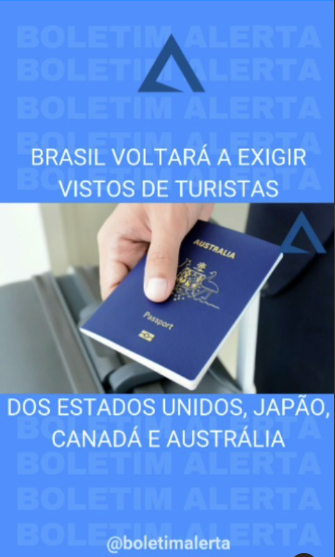 BOLETIM ALERTA
BOLETIM ALERTA
BOLETIM ALERTA
BOLETIM ALERTA
BRASIL VOLTARÁ A EXIGIR
VISTOS DE TURISTAS
AUSTRALIA
Passport
DOS ESTADOS UNIDOS, JAPÃO,
CANADÁ E AUSTRÁLIA
BOLETIM ALERTA
BOLETIM ALERTA
BOLETIM ALERTA
@boletimalerta